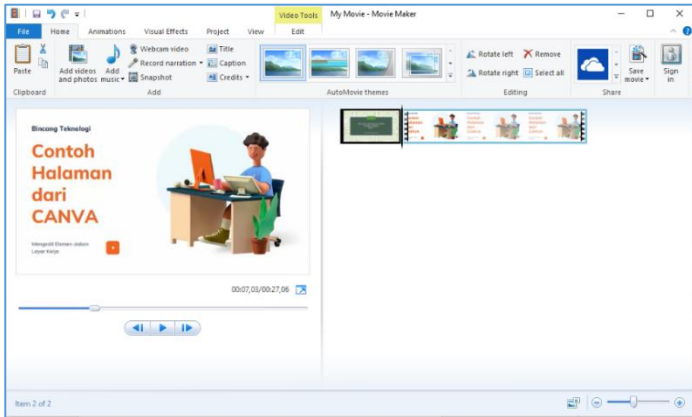 Video Tools
My Movie - Movie Maker
File
Home
Animations
Visual Effects
Project
View
Edit
Paste
Add videos
and photos
Add
music
Webcam video
Record narration
Snapshot
Title
Caption
Credits
Rotate left
Rotate right
Remove
Select all
Save
movie
Sign
in
Clipboard
Add
AutoMovie themes
Editing
Share
Bincang Teknologi
Contoh
Halaman
dari
CANVA
Mengedit Elemen dalam
Layar Kerja
00:07,03/00:27,06
Item 2 of 2